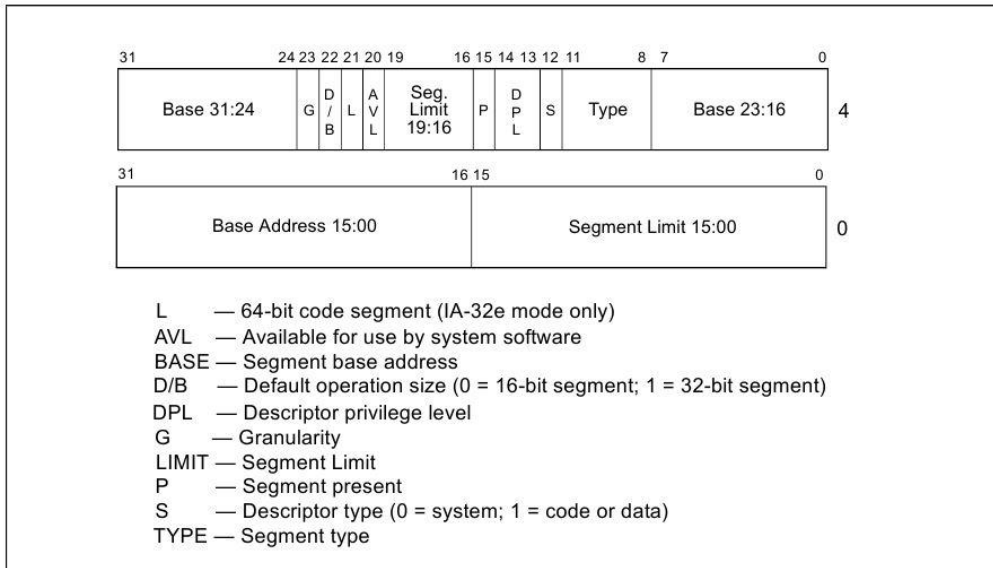 31 24 23 22 21 20 19 16 15 14 13 12 11 8 7 0
Base 31:24 G D/B L AVL Seg. Limit 19:16 P DPL S Type Base 23:16 4
31 16 15 0
Base Address 15:00 Segment Limit 15:00 0
L — 64-bit code segment (IA-32e mode only)
AVL — Available for use by system software
BASE — Segment base address
D/B — Default operation size (0 = 16-bit segment; 1 = 32-bit segment)
DPL — Descriptor privilege level
G — Granularity
LIMIT — Segment Limit
P — Segment present
S — Descriptor type (0 = system; 1 = code or data)
TYPE — Segment type